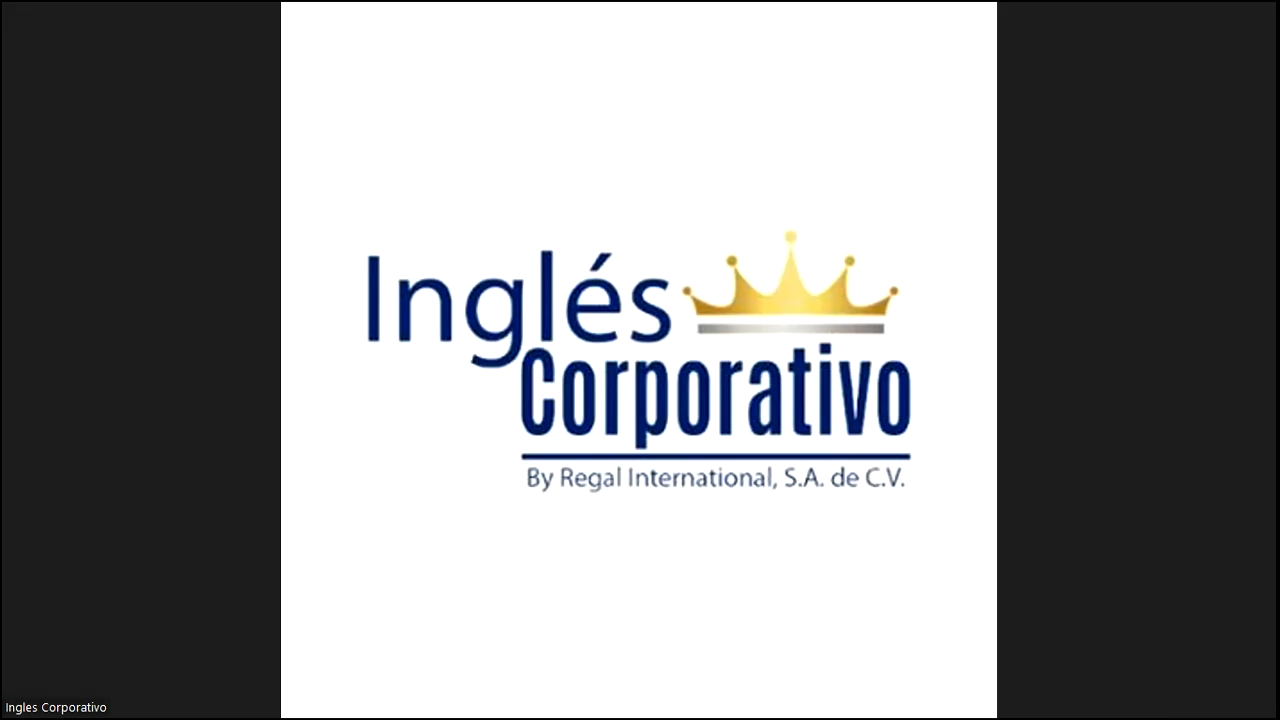 Inglés
Corporativo
By Regal International, S.A. de C.V.
Ingles Corporativo